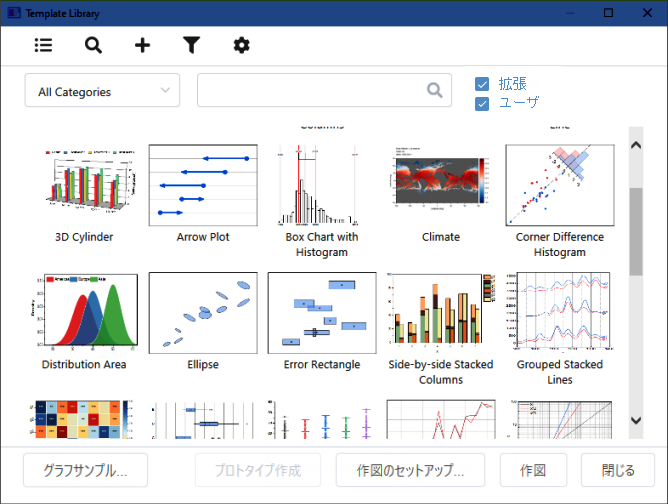 Template Library
All Categories
拡張
ユーザ
Columns
Line
3D Cylinder
Arrow Plot
Box Chart with
Histogram
Climate
Corner Difference
Histogram
Distribution Area
Ellipse
Error Rectangle
Side-by-side Stacked
Columns
Grouped Stacked
Lines
グラフサンプル...
プロトタイプ作成
作図のセットアップ...
作図
閉じる